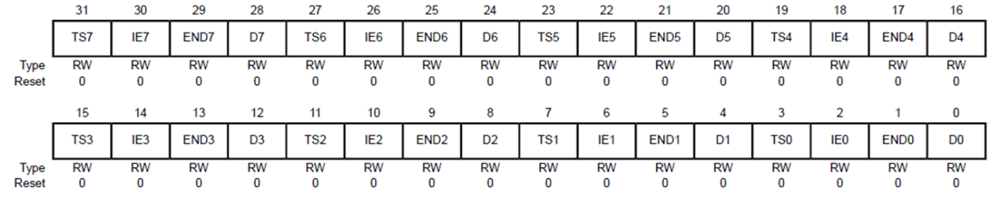 31 30 29 28 27 26 25 24 23 22 21 20 19 18 17 16
TS7 IE7 END7 D7 TS6 IE6 END6 D6 TS5 IE5 END5 D5 TS4 IE4 END4 D4
Type RW RW RW RW RW RW RW RW RW RW RW RW RW RW RW RW
Reset 0 0 0 0 0 0 0 0 0 0 0 0 0 0 0 0
15 14 13 12 11 10 9 8 7 6 5 4 3 2 1 0
TS3 IE3 END3 D3 TS2 IE2 END2 D2 TS1 IE1 END1 D1 TS0 IE0 END0 D0
Type RW RW RW RW RW RW RW RW RW RW RW RW RW RW RW RW
Reset 0 0 0 0 0 0 0 0 0 0 0 0 0 0 0 0